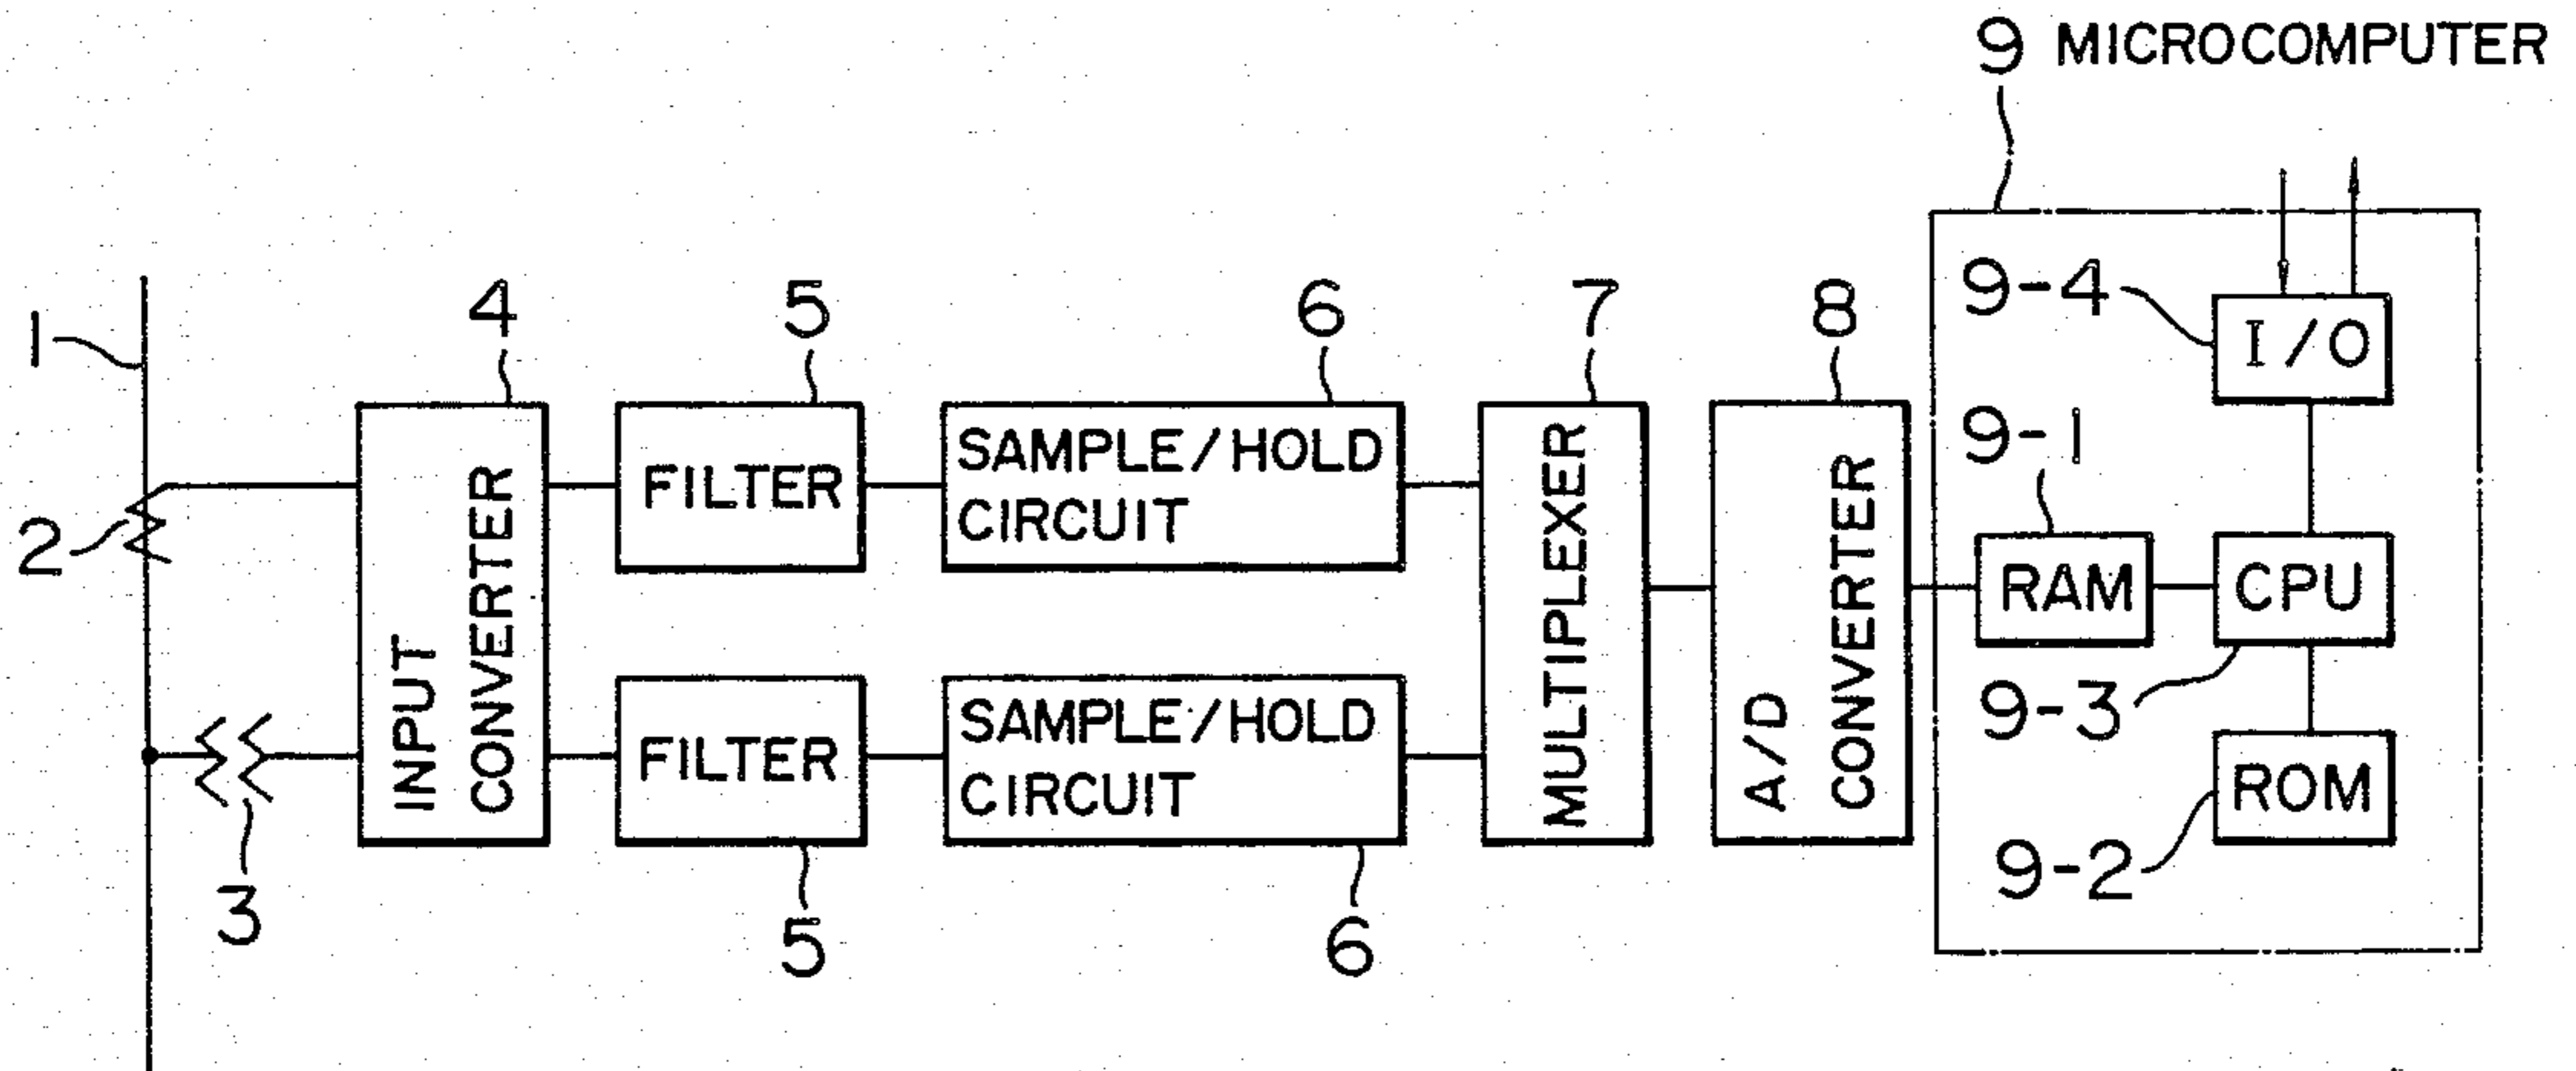 9 MICROCOMPUTER
1
2
3
4
INPUT
CONVERTER
5
FILTER
6
SAMPLE/HOLD
CIRCUIT
FILTER
5
SAMPLE/HOLD
CIRCUIT
6
7
MULTIPLEXER
8
A/D
CONVERTER
9-4
I/O
9-1
RAM
CPU
9-3
ROM
9-2